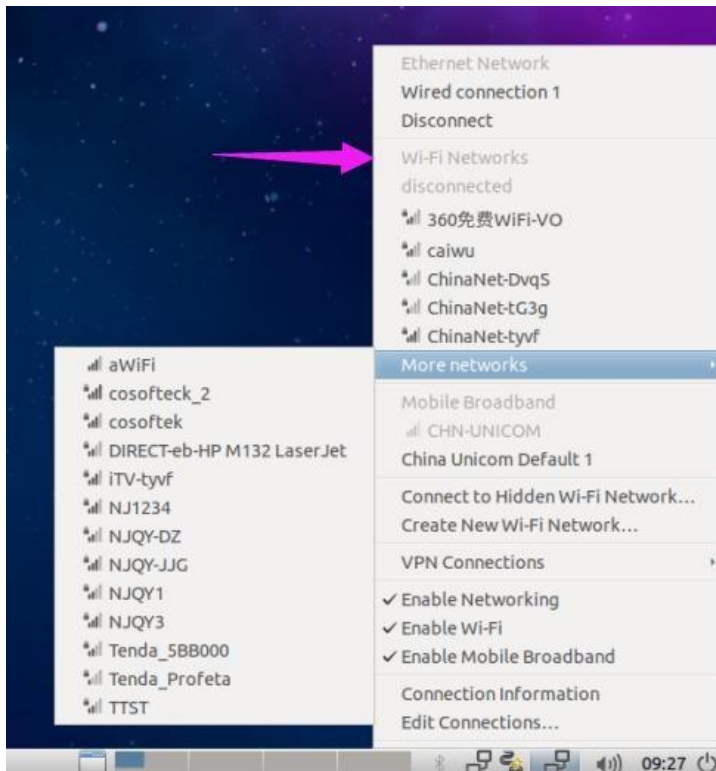 Ethernet Network
Wired connection 1
Disconnect
Wi-Fi Networks
disconnected
360免费WiFi-VO
caiwu
ChinaNet-DvqS
ChinaNet-tG3g
ChinaNet-tyvf
More networks
aWiFi
cosofteck_2
cosoftek
DIRECT-eb-HP M132 LaserJet
iTV-tyvf
NJ1234
NJQY-DZ
NJQY-JJG
NJQY1
NJQY3
Tenda_5BB000
Tenda_Profeta
TTST
Mobile Broadband
CHN-UNICOM
China Unicom Default 1
Connect to Hidden Wi-Fi Network...
Create New Wi-Fi Network...
VPN Connections
Enable Networking
Enable Wi-Fi
Enable Mobile Broadband
Connection Information
Edit Connections...
09:27